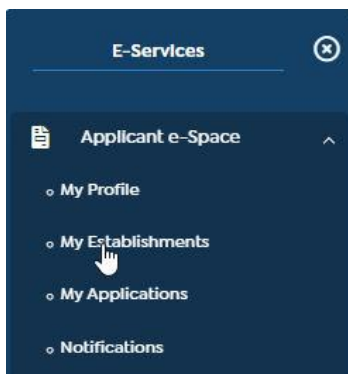 E-Services
Applicant e-Space
My Profile
My Establishments
My Applications
Notifications